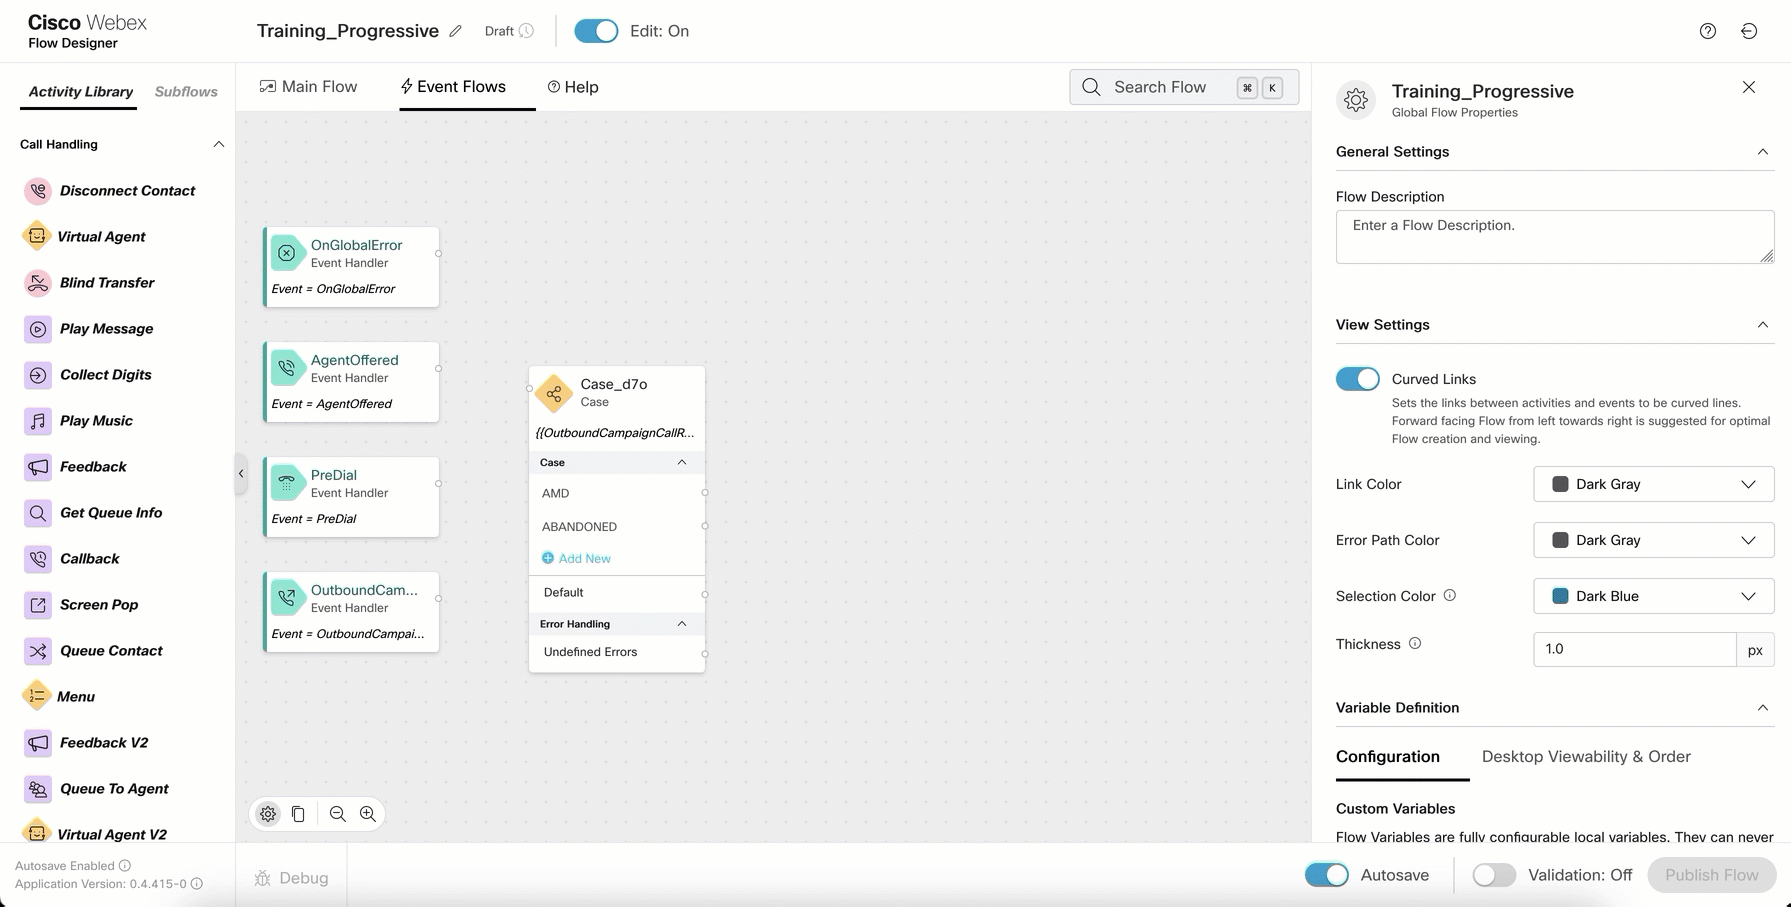 Cisco Webex
Flow Designer
Training_Progressive
Draft
Edit: On
Activity Library
Subflows
Call Handling
Disconnect Contact
Virtual Agent
Blind Transfer
Play Message
Collect Digits
Play Music
Feedback
Get Queue Info
Callback
Screen Pop
Queue Contact
Menu
Feedback V2
Queue To Agent
Virtual Agent V2
Autosave Enabled
Application Version: 0.4.415-0
Main Flow
Event Flows
Help
Search Flow
⌘ K
OnGlobalError
Event Handler
Event = OnGlobalError
AgentOffered
Event Handler
Event = AgentOffered
PreDial
Event Handler
Event = PreDial
OutboundCam...
Event Handler
Event = OutboundCampai...
Case_d7o
Case
{{OutboundCampaignCallR...
Case
AMD
ABANDONED
Add New
Default
Error Handling
Undefined Errors
Debug
Training_Progressive
Global Flow Properties
General Settings
Flow Description
Enter a Flow Description.
View Settings
Curved Links
Sets the links between activities and events to be curved lines.
Forward facing Flow from left towards right is suggested for optimal
Flow creation and viewing.
Link Color
Dark Gray
Error Path Color
Dark Gray
Selection Color
Dark Blue
Thickness
1.0
px
Variable Definition
Configuration
Desktop Viewability & Order
Custom Variables
Flow Variables are fully configurable local variables. They can never
Autosave
Validation: Off
Publish Flow